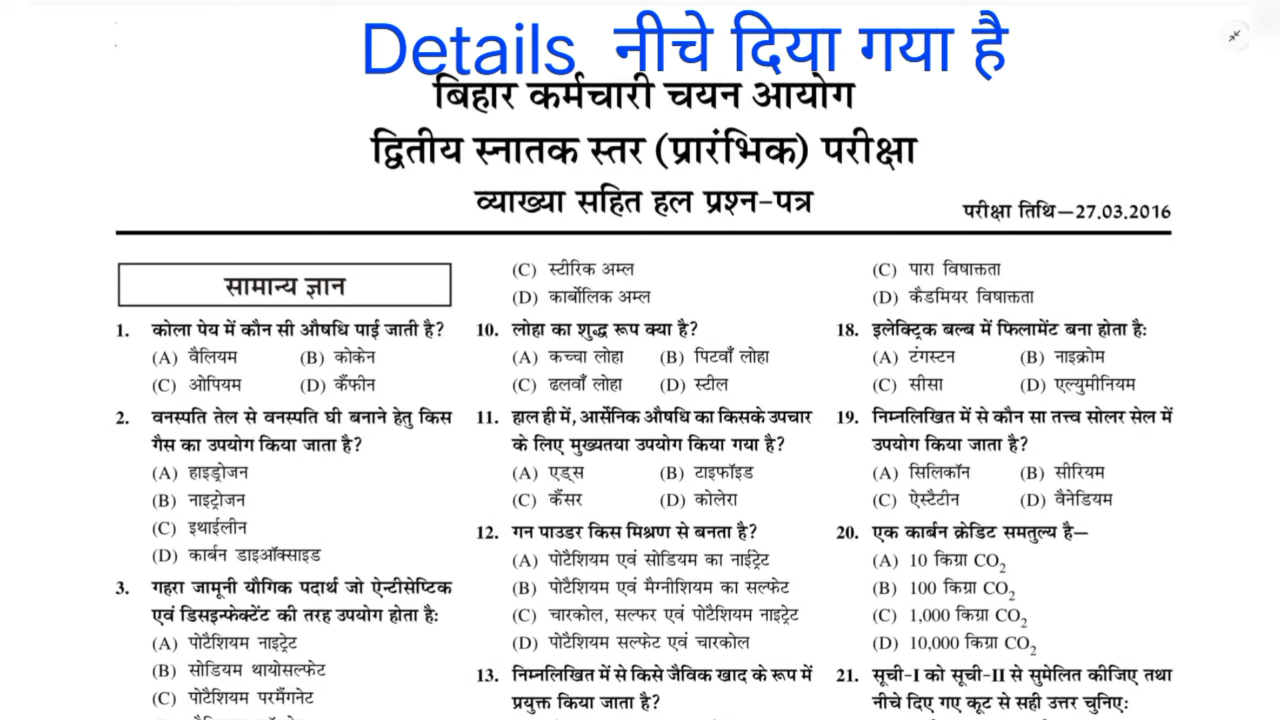 Details नीचे दिया गया है
बिहार कर्मचारी चयन आयोग
द्वितीय स्नातक स्तर (प्रारंभिक) परीक्षा
व्याख्या सहित हल प्रश्न-पत्र
परीक्षा तिथि—27.03.2016
सामान्य ज्ञान
1. कोला पेय में कौन सी औषधि पाई जाती है?
(A) वैलियम (B) कोकेन
(C) ओपियम (D) कैंफीन
2. वनस्पति तेल से वनस्पति घी बनाने हेतु किस
गैस का उपयोग किया जाता है?
(A) हाइड्रोजन
(B) नाइट्रोजन
(C) इथाईलीन
(D) कार्बन डाइऑक्साइड
3. गहरा जामूनी यौगिक पदार्थ जो ऐन्टीसेप्टिक
एवं डिसइन्फेक्टेंट की तरह उपयोग होता है:
(A) पोटैशियम नाइट्रेट
(B) सोडियम थायोसल्फेट
(C) पोटैशियम परमैंगनेट
(C) स्टीरिक अम्ल
(D) कार्बोलिक अम्ल
10. लोहा का शुद्ध रूप क्या है?
(A) कच्चा लोहा (B) पिटवाँ लोहा
(C) ढलवाँ लोहा (D) स्टील
11. हाल ही में, आर्सेनिक औषधि का किसके उपचार
के लिए मुख्यतया उपयोग किया गया है?
(A) एड्स (B) टाइफॉइड
(C) कैंसर (D) कोलेरा
12. गन पाउडर किस मिश्रण से बनता है?
(A) पोटैशियम एवं सोडियम का नाईट्रेट
(B) पोटैशियम एवं मैग्नीशियम का सल्फेट
(C) चारकोल, सल्फर एवं पोटैशियम नाइट्रेट
(D) पोटैशियम सल्फेट एवं चारकोल
13. निम्नलिखित में से किसे जैविक खाद के रूप में
प्रयुक्त किया जाता है?
(C) पारा विषाक्तता
(D) कैडमियर विषाक्तता
18. इलेक्ट्रिक बल्ब में फिलामेंट बना होता है:
(A) टंगस्टन (B) नाइक्रोम
(C) सीसा (D) एल्युमीनियम
19. निम्नलिखित में से कौन सा तत्त्व सोलर सेल में
उपयोग किया जाता है?
(A) सिलिकॉन (B) सीरियम
(C) ऐस्टैटीन (D) वैनेडियम
20. एक कार्बन क्रेडिट समतुल्य है—
(A) 10 किग्रा CO₂
(B) 100 किग्रा CO₂
(C) 1,000 किग्रा CO₂
(D) 10,000 किग्रा CO₂
21. सूची-I को सूची-II से सुमेलित कीजिए तथा
नीचे दिए गए कूट से सही उत्तर चुनिए: